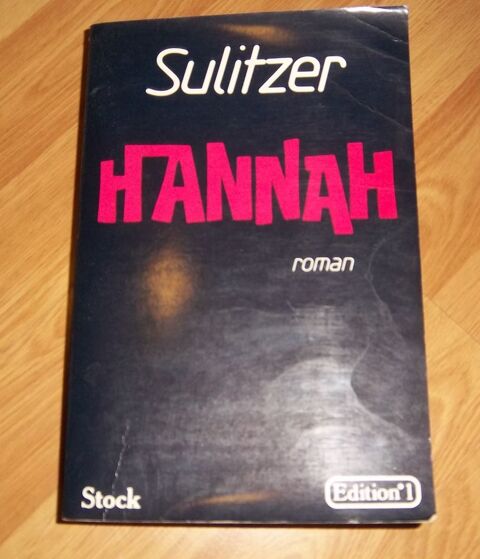 Sulitzer
HANNAH
roman
Stock
Edition°1